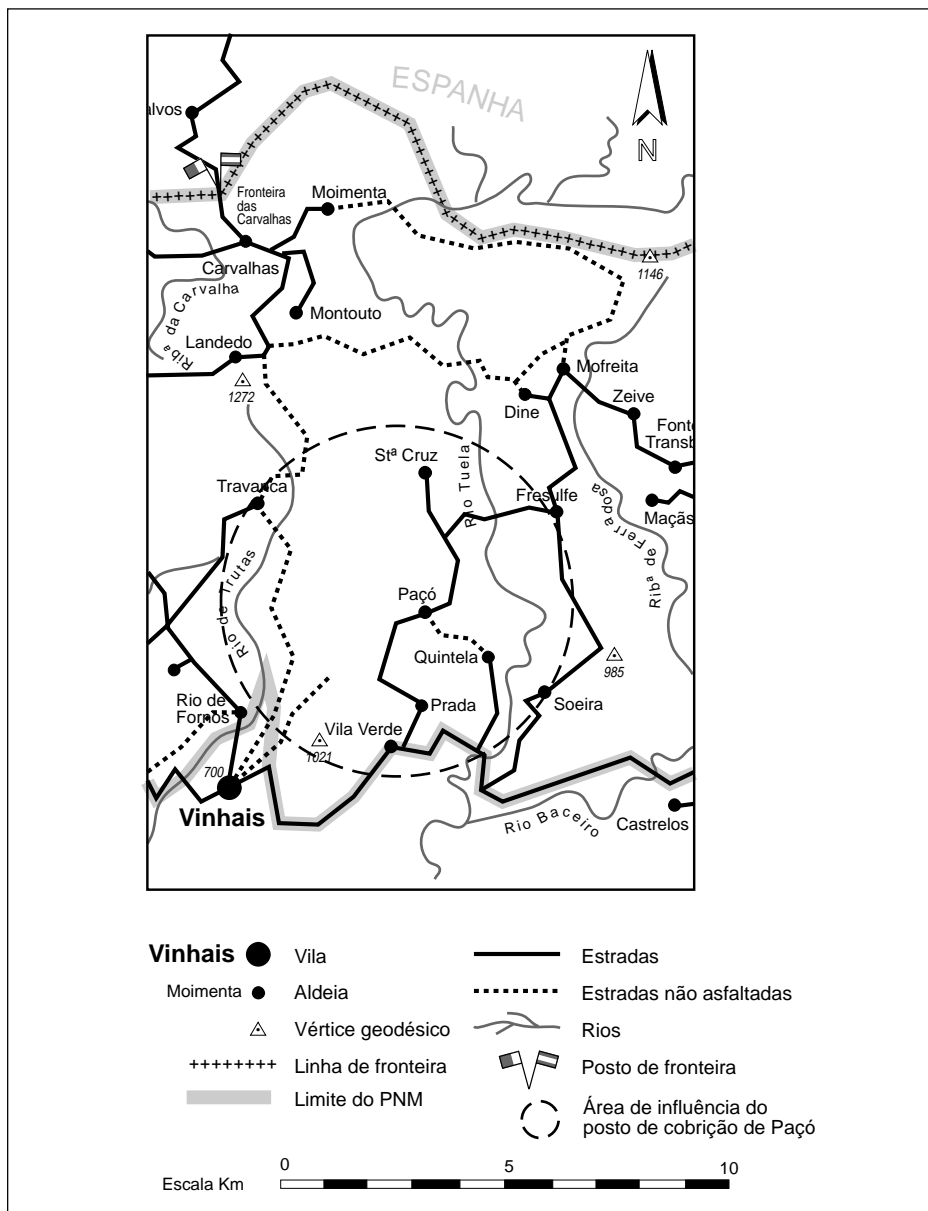 ESPANHA
alvos
N
Fronteira
das
Carvalhas
Moimenta
Carvalhas
1146
Ribª da Carvalha
Montouto
Landedo
Mofreita
1272
Dine
Zeive
Font
Transb
Stª Cruz
Rio Tuela
Travanca
Fresulfe
Ribª de Ferradosa
Maçãs
Rio de Trutas
Paçó
Quintela
985
Rio de
Fornos
Prada
Soeira
Vila Verde
1021
700
Vinhais
Rio Baceiro
Castrelos
Vinhais Vila
Estradas
Moimenta Aldeia
Estradas não asfaltadas
Vértice geodésico
Rios
Linha de fronteira
Posto de fronteira
Limite do PNM
Área de influência do
posto de cobrição de Paçó
0 5 10
Escala Km